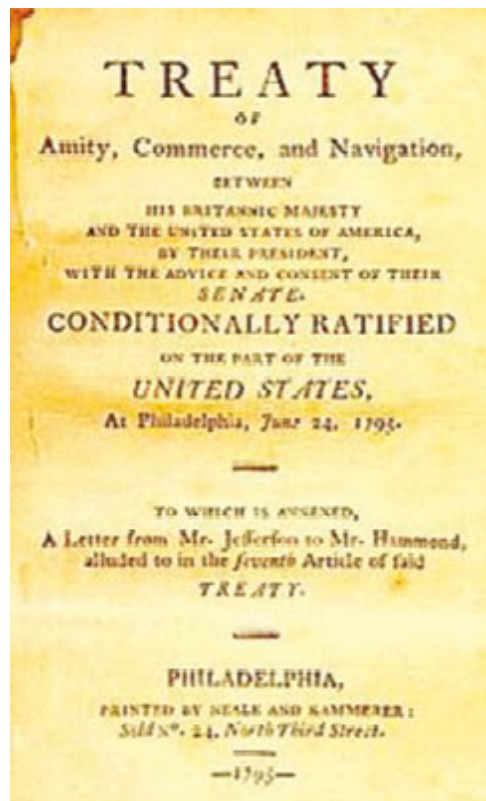 TREATY
OF
Amity, Commerce, and Navigation,
BETWEEN
HIS BRITANNIC MAJESTY
AND THE UNITED STATES OF AMERICA,
BY THEIR PRESIDENT,
WITH THE ADVICE AND CONSENT OF THEIR
SENATE.
CONDITIONALLY RATIFIED
ON THE PART OF THE
UNITED STATES,
At Philadelphia, June 24, 1795.
TO WHICH IS ANNEXED,
A Letter from Mr. Jefferſon to Mr. Hammond,
alluded to in the ſeventh Article of ſaid
TREATY.
PHILADELPHIA,
PRINTED BY NEALE AND KAMMERER;
Sold No. 24, North Third Street.
—1795—